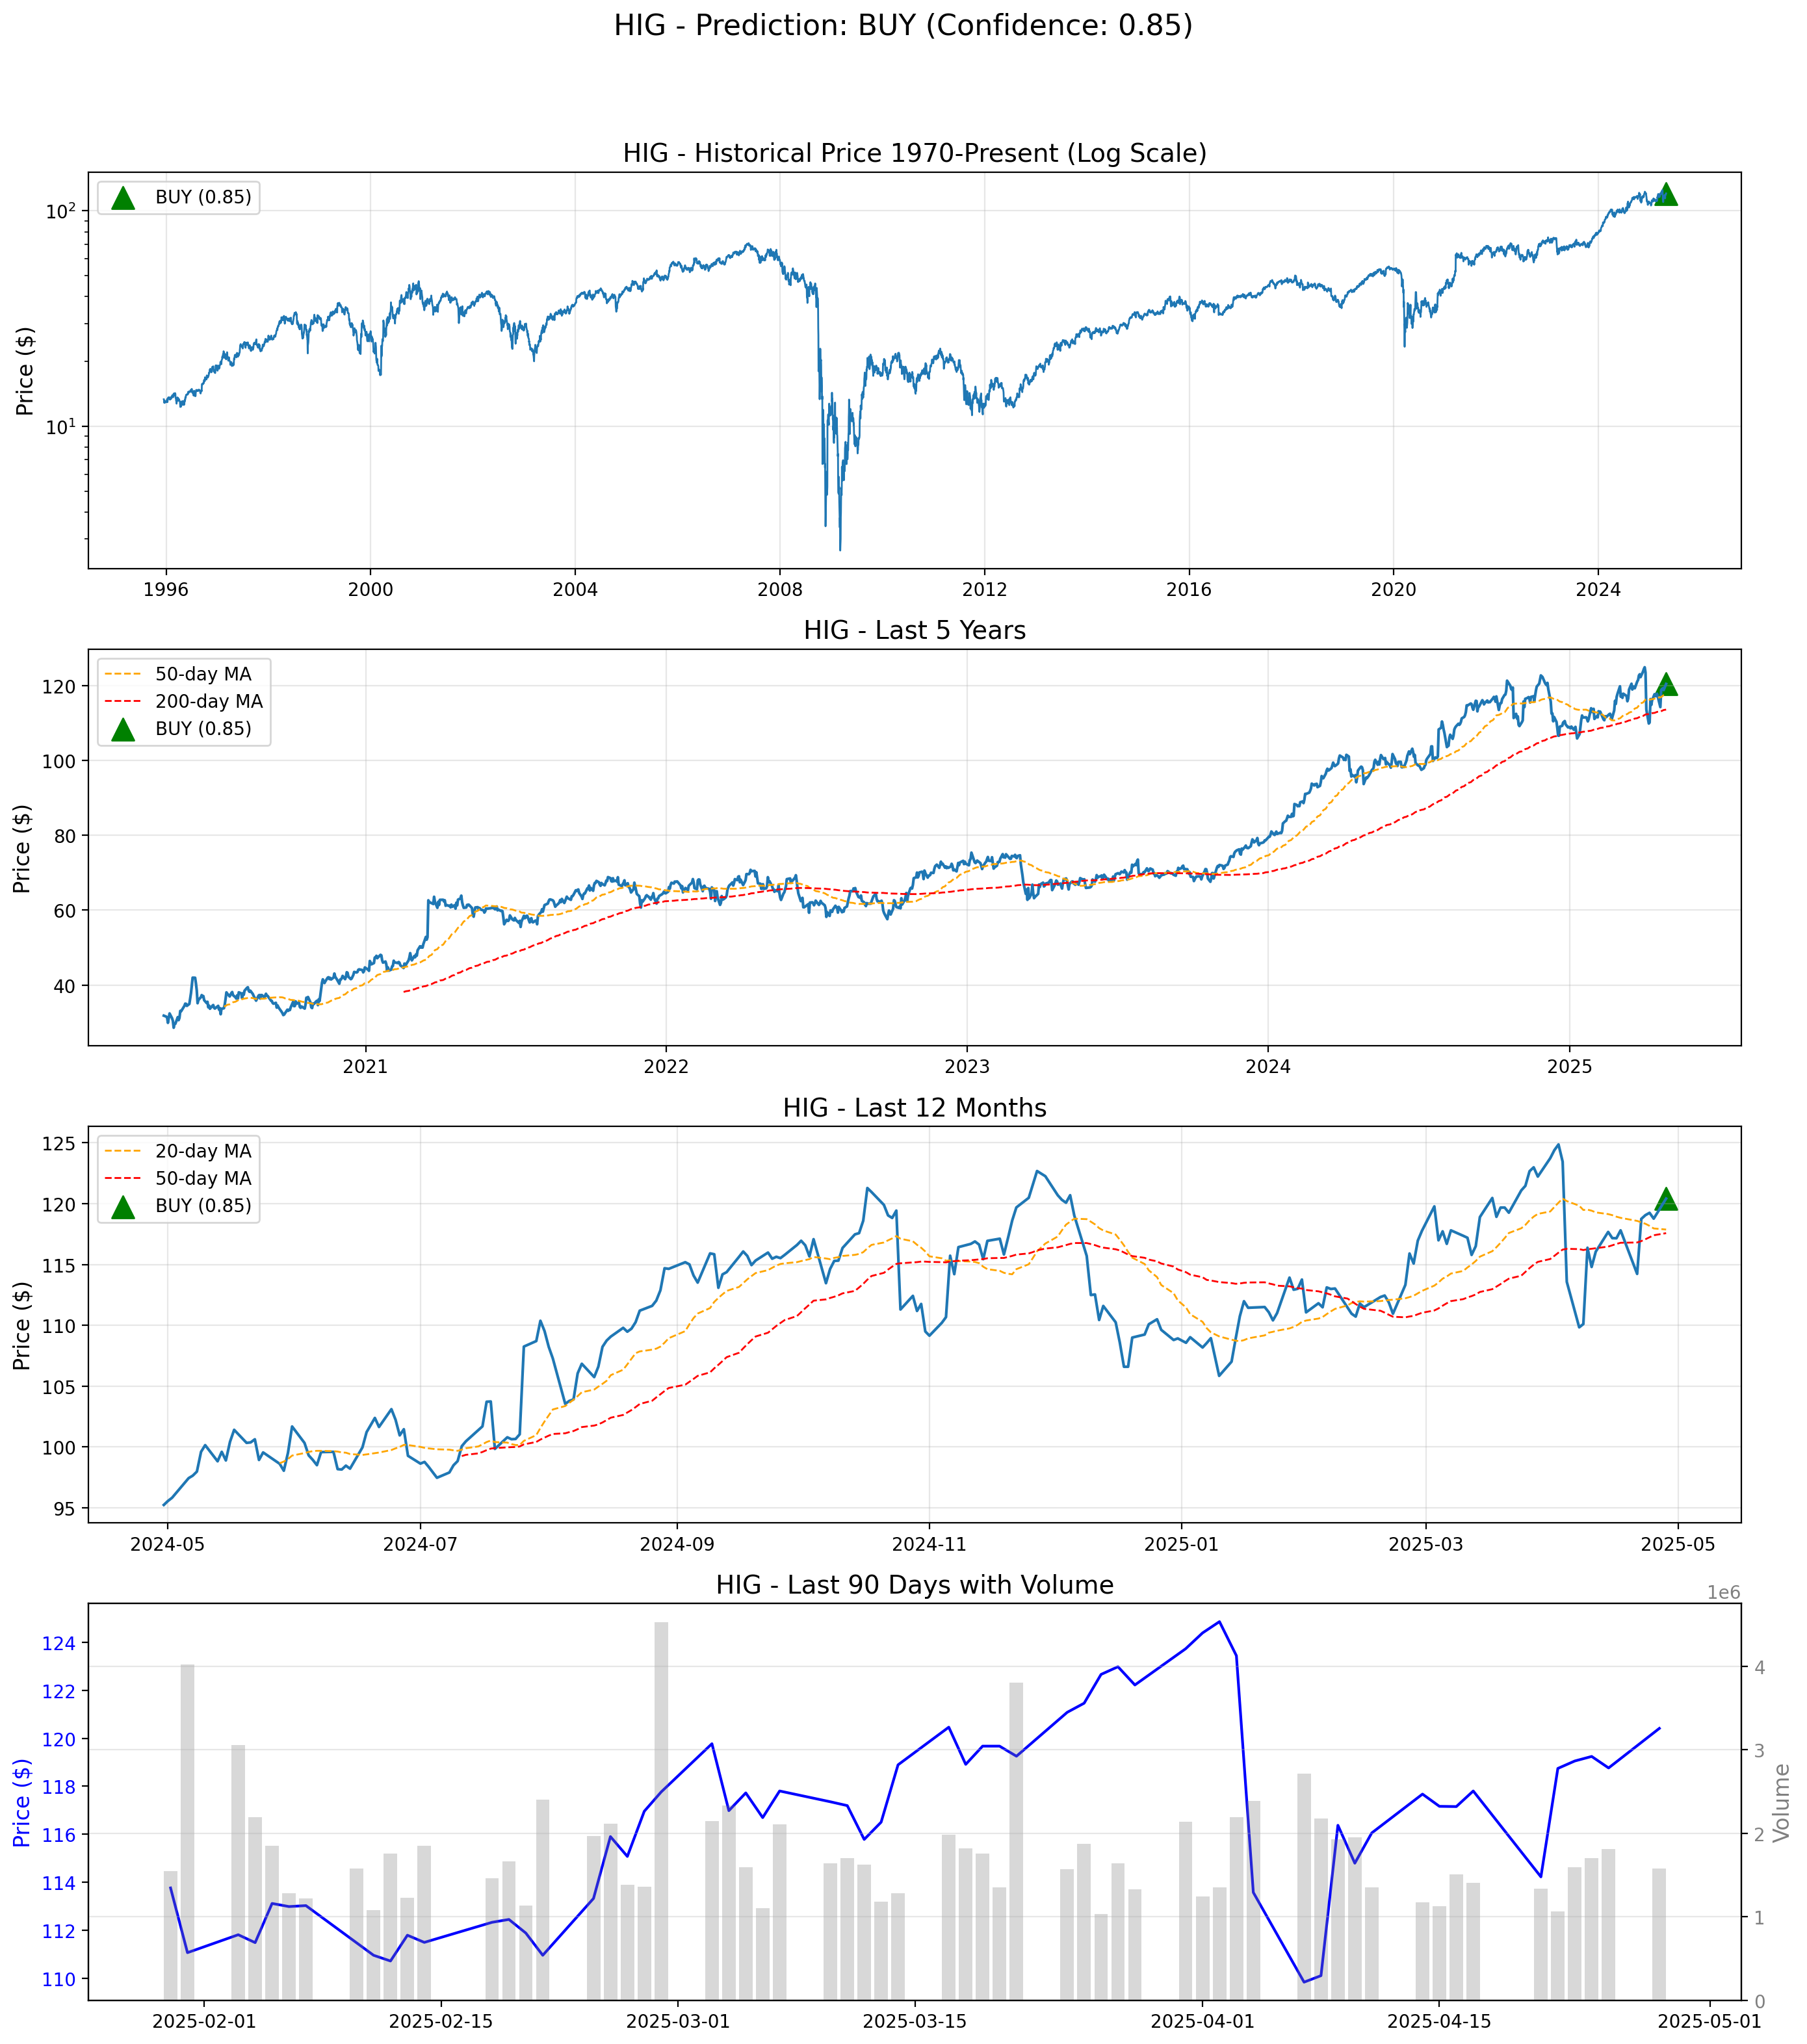 HIG - Prediction: BUY (Confidence: 0.85)
HIG - Historical Price 1970-Present (Log Scale)
BUY (0.85)
Price ($)
10²
10¹
1996 2000 2004 2008 2012 2016 2020 2024
HIG - Last 5 Years
50-day MA
200-day MA
BUY (0.85)
Price ($)
120
100
80
60
40
2021 2022 2023 2024 2025
HIG - Last 12 Months
20-day MA
50-day MA
BUY (0.85)
Price ($)
125
120
115
110
105
100
95
2024-05 2024-07 2024-09 2024-11 2025-01 2025-03 2025-05
HIG - Last 90 Days with Volume
1e6
Price ($)
124
122
120
118
116
114
112
110
4
3
2
1
0
Volume
2025-02-01 2025-02-15 2025-03-01 2025-03-15 2025-04-01 2025-04-15 2025-05-01